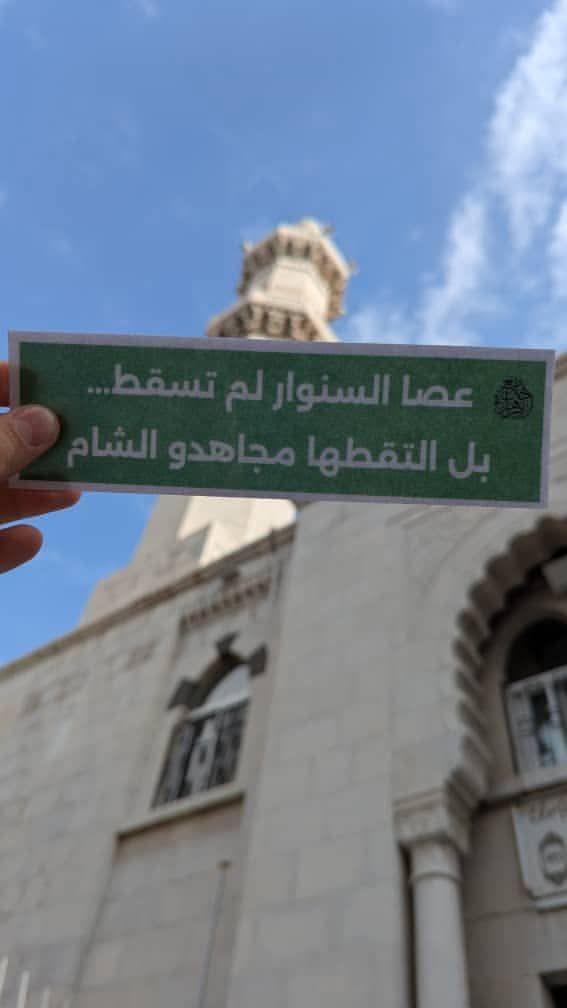 عصا السنوار لم تسقط...
بل التقطها مجاهدو الشام